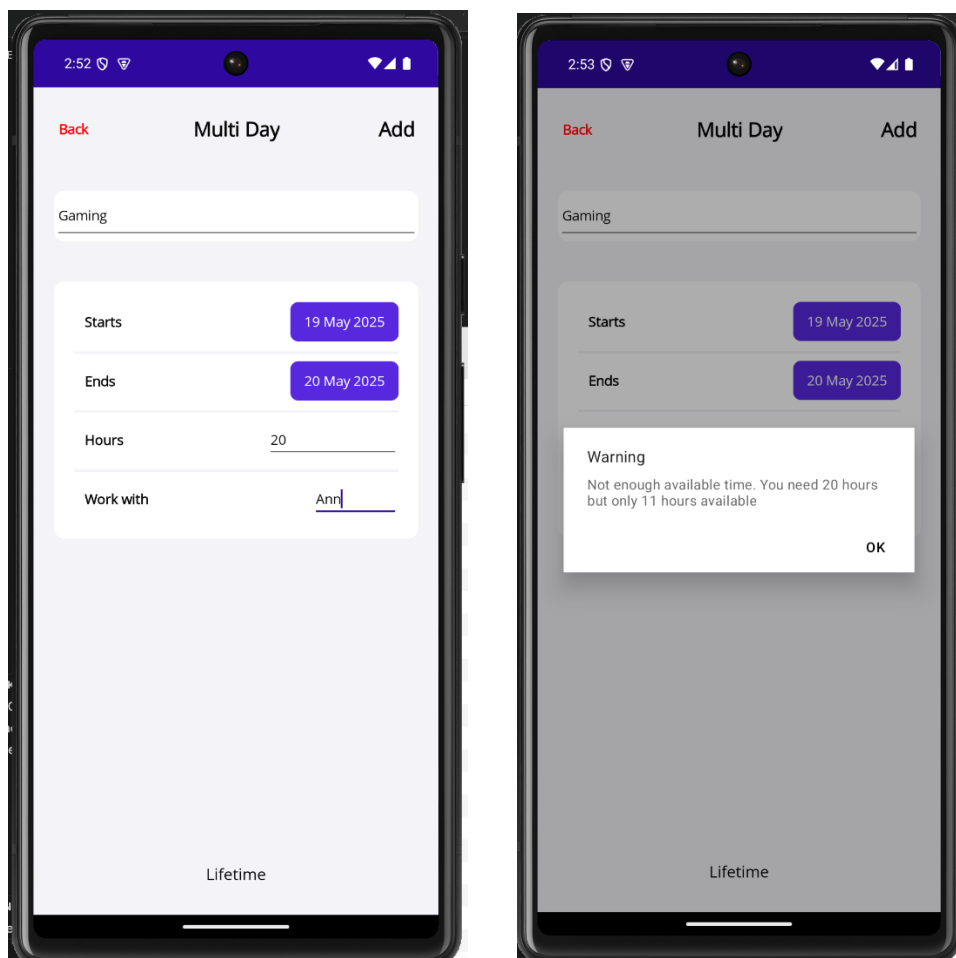 2:52
Back Multi Day Add
Gaming
Starts 19 May 2025
Ends 20 May 2025
Hours 20
Work with Ann
Lifetime
2:53
Back Multi Day Add
Gaming
Starts 19 May 2025
Ends 20 May 2025
Warning
Not enough available time. You need 20 hours
but only 11 hours available
OK
Lifetime